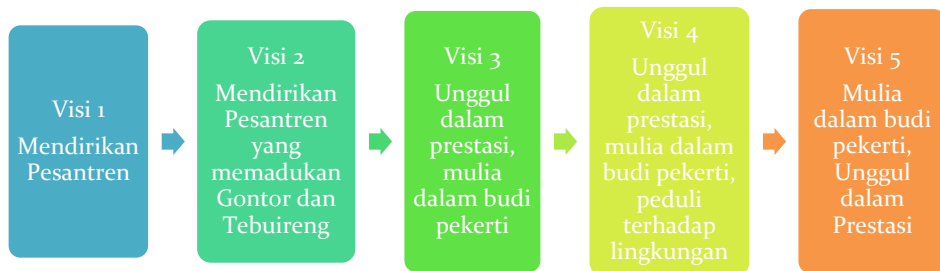 Visi 1
Mendirikan
Pesantren
Visi 2
Mendirikan
Pesantren
yang
memadukan
Gontor dan
Tebuireng
Visi 3
Unggul
dalam
prestasi,
mulia
dalam budi
pekerti
Visi 4
Unggul
dalam
prestasi,
mulia dalam
budi pekerti,
peduli
terhadap
lingkungan
Visi 5
Mulia
dalam budi
pekerti,
Unggul
dalam
Prestasi